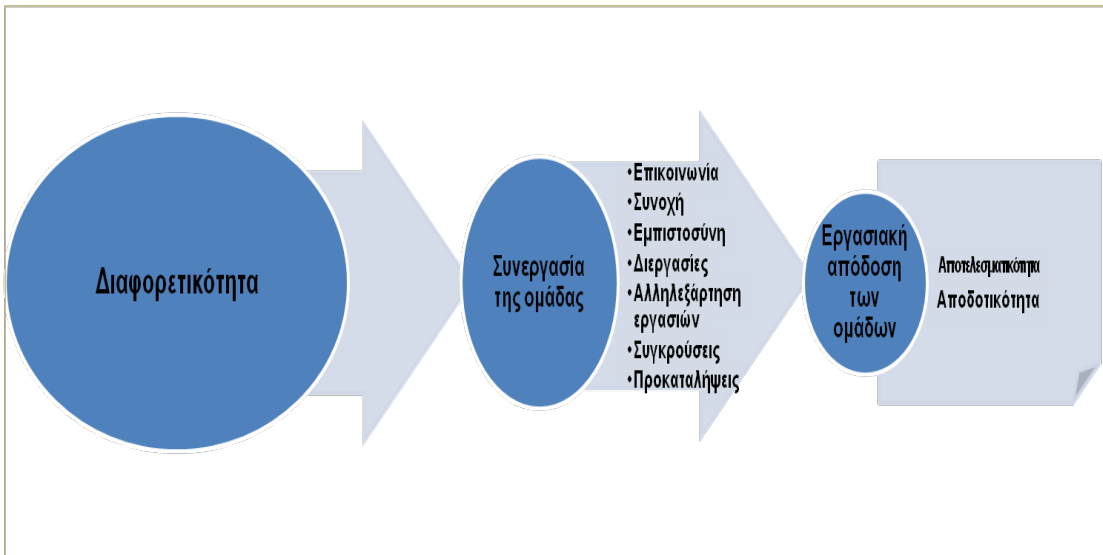 Διαφορετικότητα
Συνεργασία
της ομάδας
•Επικοινωνία
•Συνοχή
•Εμπιστοσύνη
•Διεργασίες
•Αλληλεξάρτηση
εργασιών
•Συγκρούσεις
•Προκαταλήψεις
Εργασιακή
απόδοση
των
ομάδων
Αποτελεσματικότητα
Αποδοτικότητα